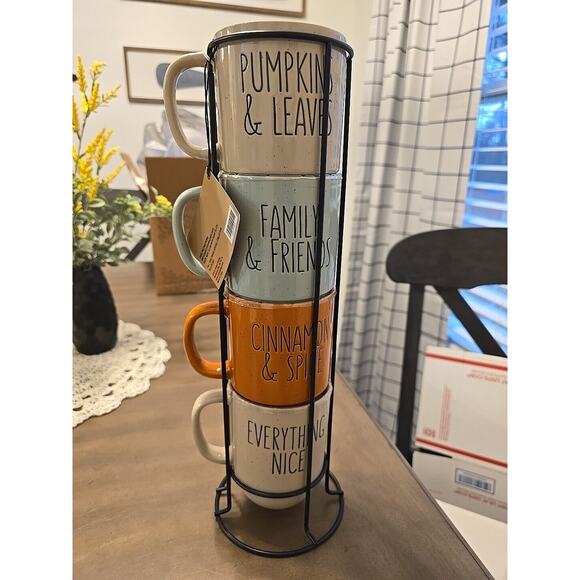 PUMPKINS
& LEAVES
FAMILY
& FRIENDS
CINNAMON
& SPICE
EVERYTHING
NICE